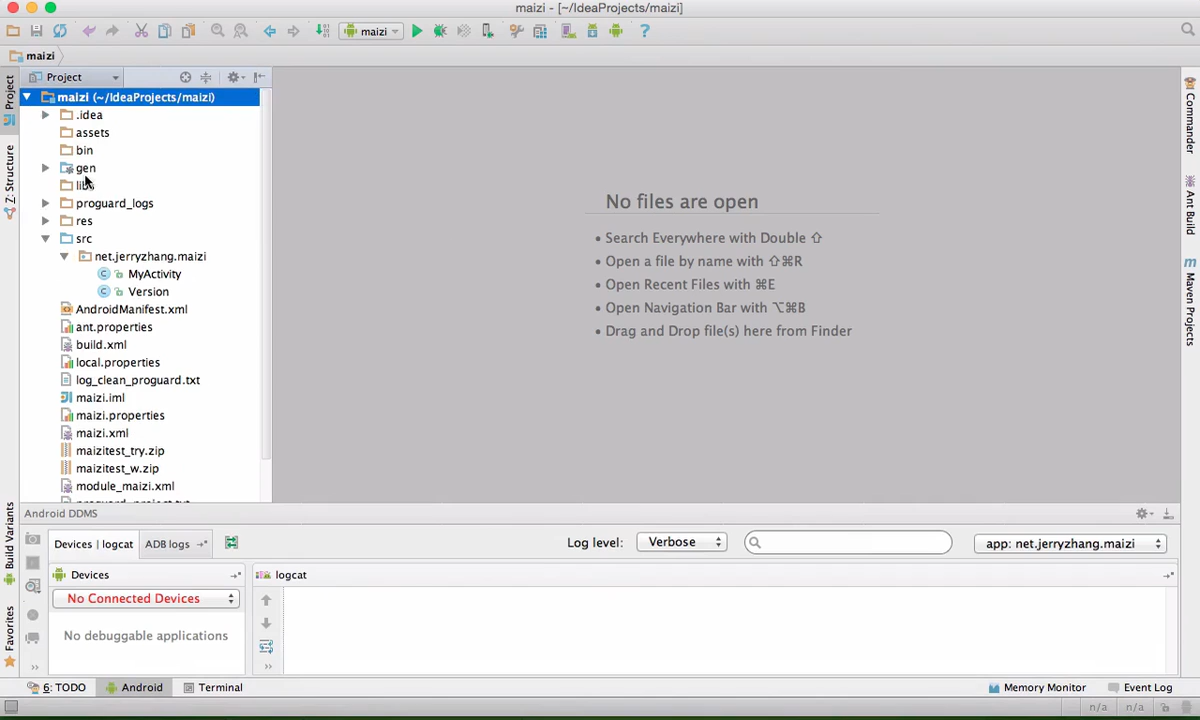 maizi - [~/IdeaProjects/maizi]
maizi
maizi
Project
maizi (~/IdeaProjects/maizi)
.idea
assets
bin
gen
proguard_logs
res
src
net.jerryzhang.maizi
MyActivity
Version
AndroidManifest.xml
ant.properties
build.xml
local.properties
log_clean_proguard.txt
maizi.iml
maizi.properties
maizi.xml
maizitest_try.zip
maizitest_w.zip
module_maizi.xml
Project
Z: Structure
Build Variants
Favorites
No files are open
• Search Everywhere with Double ⇧
• Open a file by name with ⇧⌘R
• Open Recent Files with ⌘E
• Open Navigation Bar with ⌥⌘B
• Drag and Drop file(s) here from Finder
Commander
Ant Build
Maven Projects
Android DDMS
Devices | logcat
ADB logs
Log level:
Verbose
app: net.jerryzhang.maizi
Devices
logcat
No Connected Devices
No debuggable applications
6: TODO
Android
Terminal
Memory Monitor
Event Log
n/a
n/a